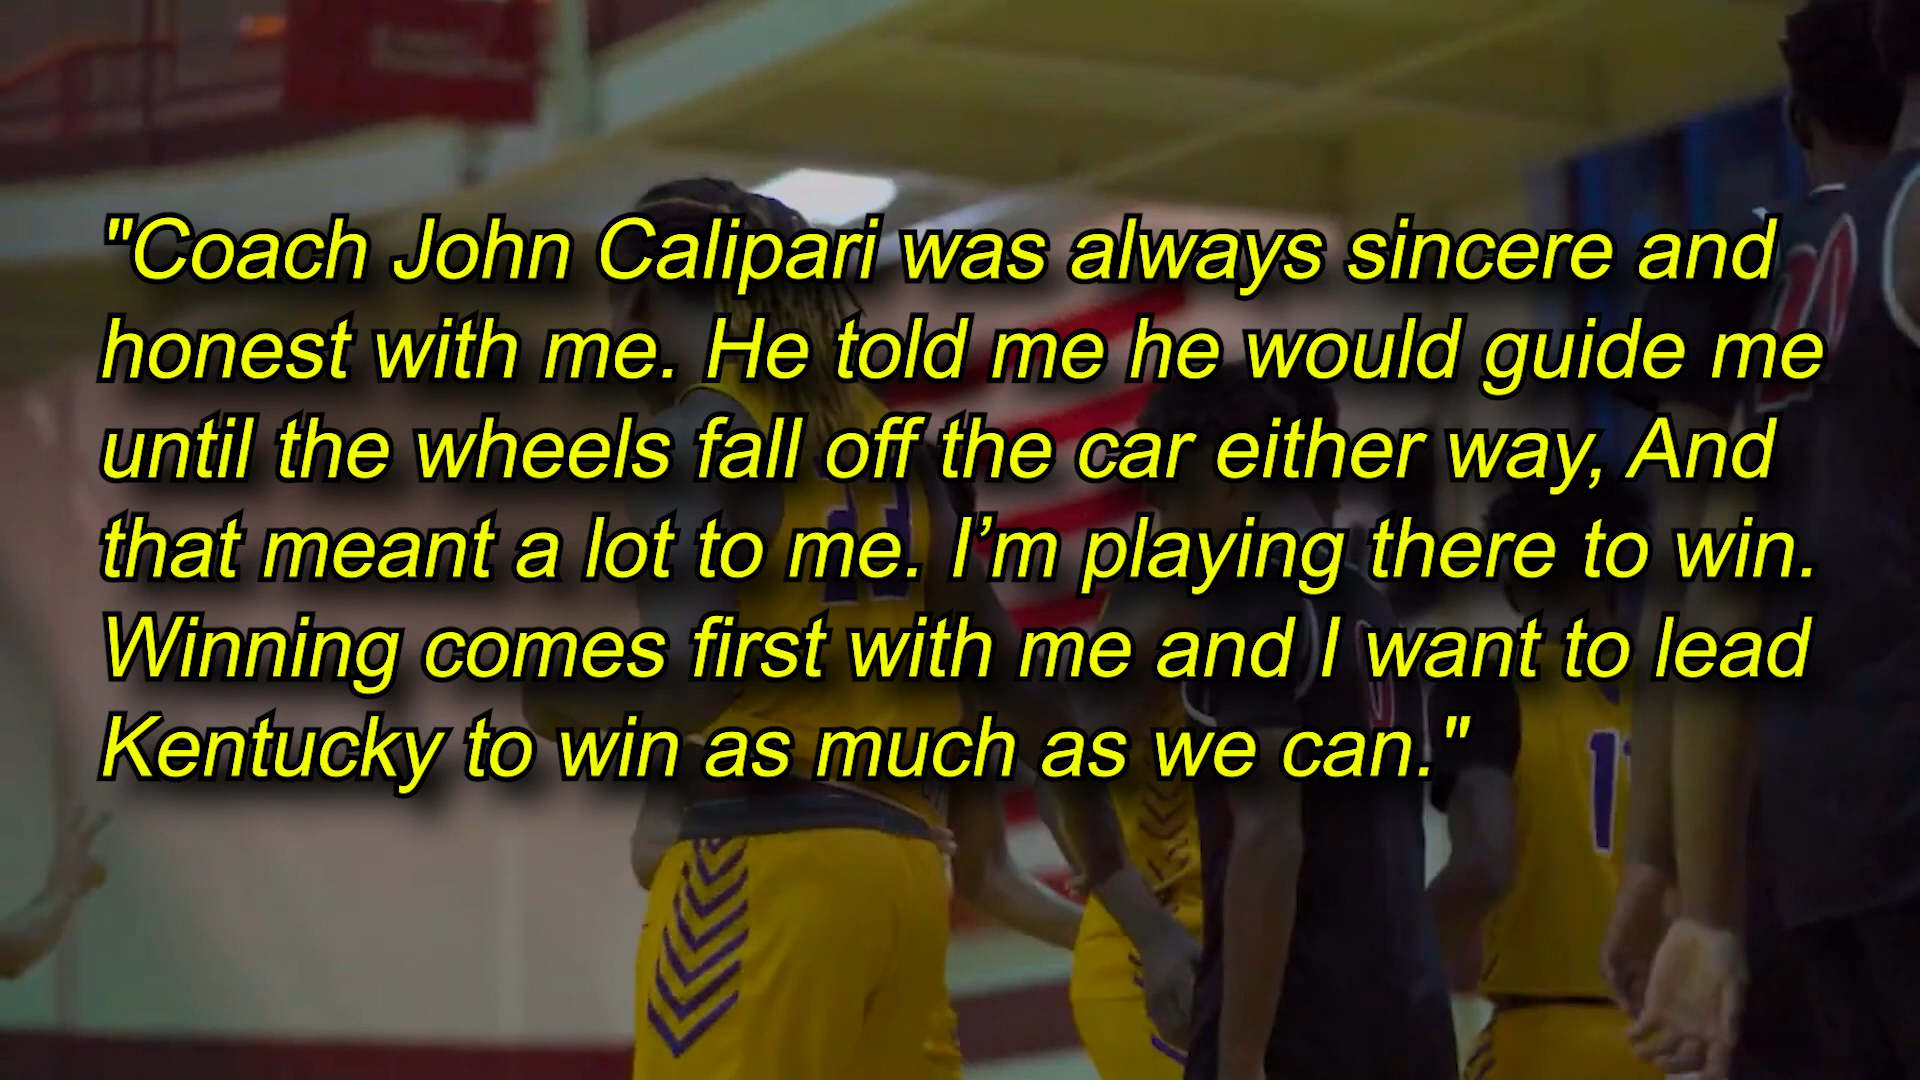 "Coach John Calipari was always sincere and
honest with me. He told me he would guide me
until the wheels fall off the car either way, And
that meant a lot to me. I’m playing there to win.
Winning comes first with me and I want to lead
Kentucky to win as much as we can."